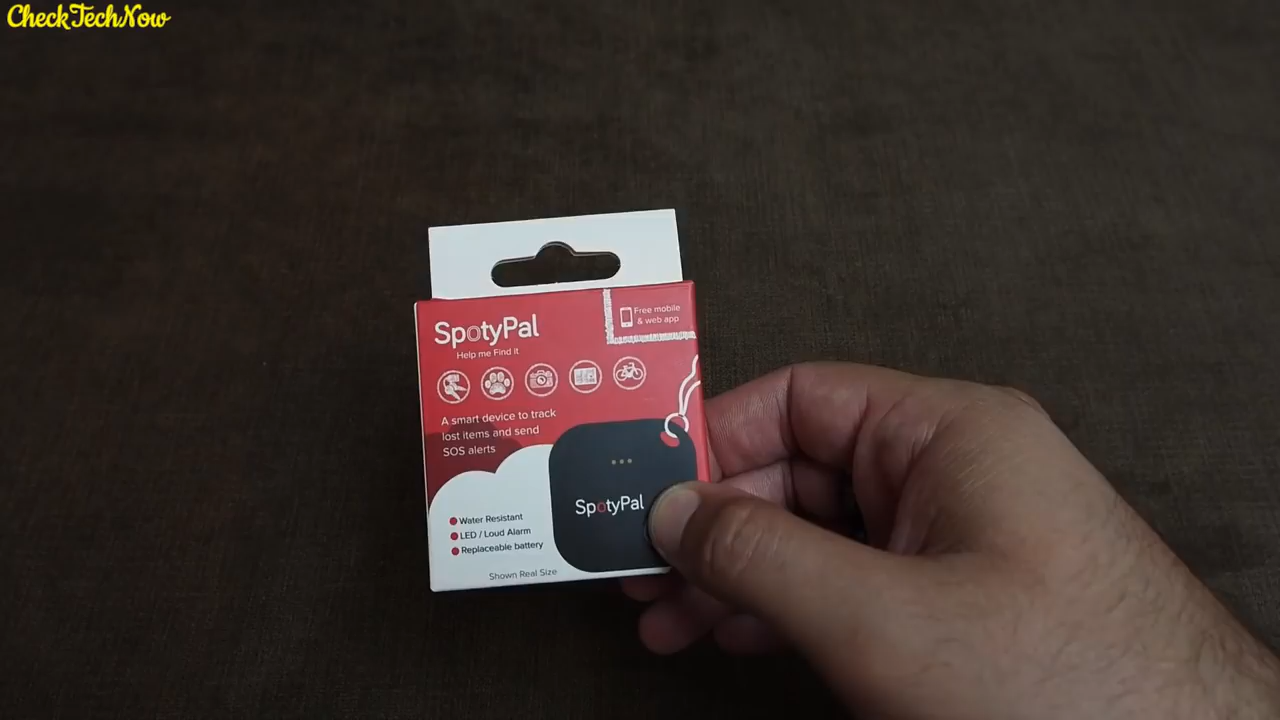 CheckTechNow
SpotyPal
Help me Find it
Free mobile
& web app
A smart device to track
lost items and send
SOS alerts
SpotyPal
Water Resistant
LED / Loud Alarm
Replaceable battery
Shown Real Size